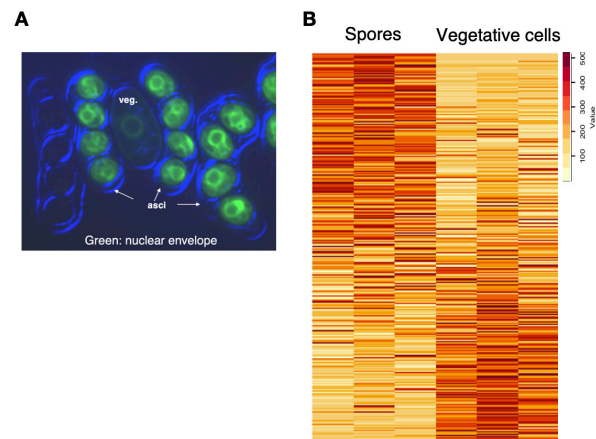 A
veg.
asci
Green: nuclear envelope
B
Spores Vegetative cells
500
400
300
200
100
Value